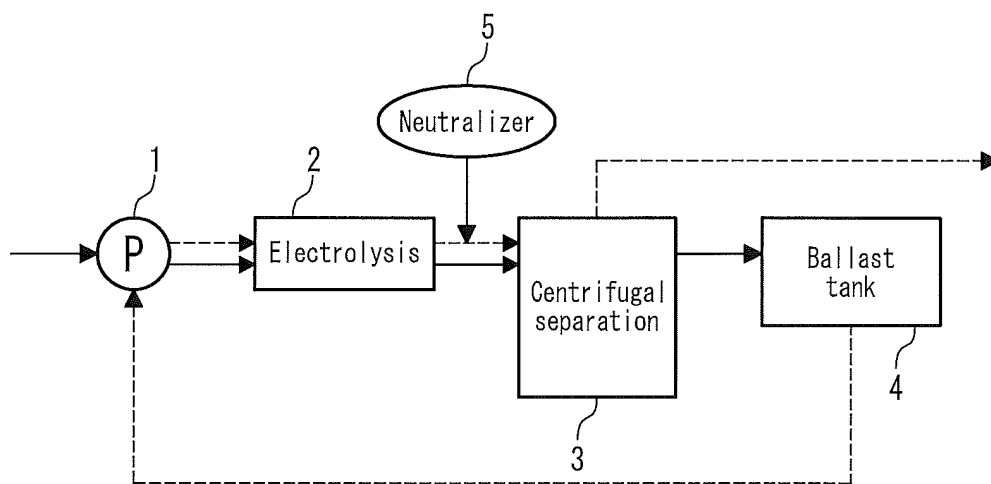 5
Neutralizer
1
2
P
Electrolysis
Centrifugal
separation
Ballast
tank
3
4